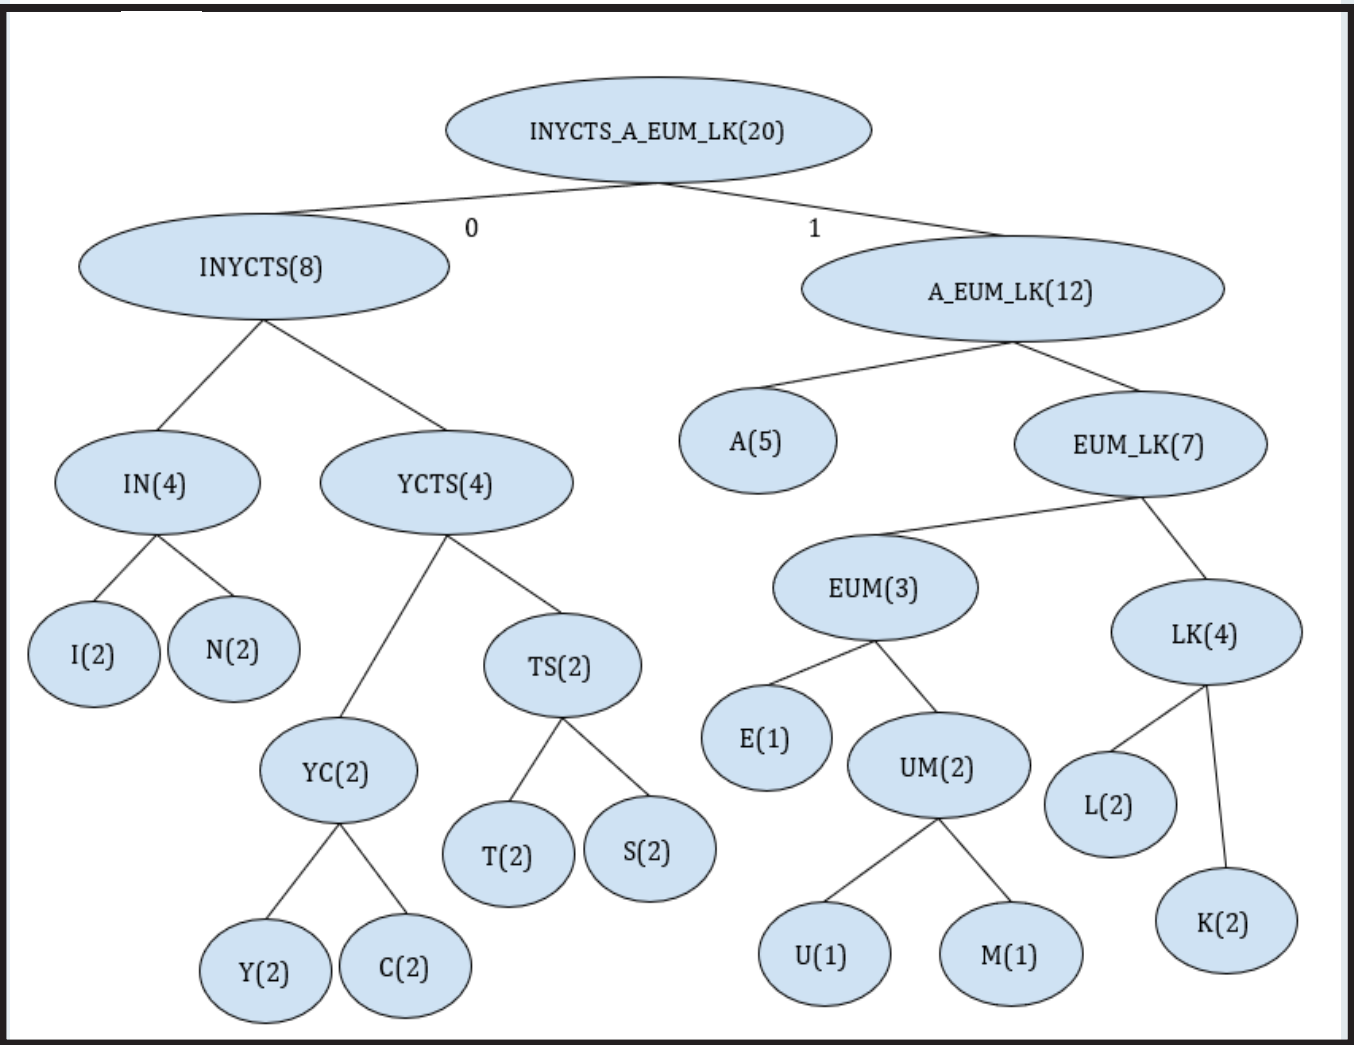 INYCTS_A_EUM_LK(20)
0
1
INYCTS(8)
A_EUM_LK(12)
A(5)
EUM_LK(7)
IN(4)
YCTS(4)
EUM(3)
LK(4)
I(2)
N(2)
TS(2)
E(1)
UM(2)
YC(2)
L(2)
T(2)
S(2)
K(2)
U(1)
M(1)
Y(2)
C(2)